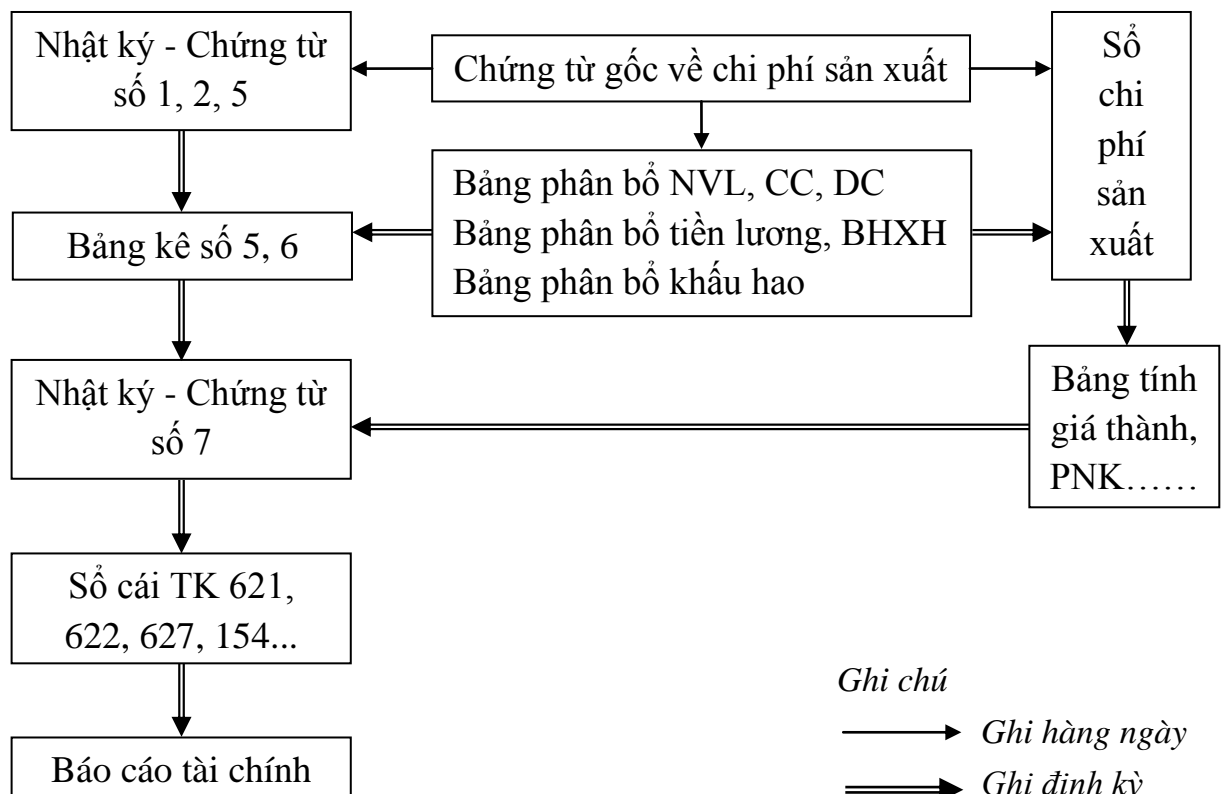 Nhật ký - Chứng từ
số 1, 2, 5
Chứng từ gốc về chi phí sản xuất
Sổ
chi
phí
sản
xuất
Bảng phân bổ NVL, CC, DC
Bảng phân bổ tiền lương, BHXH
Bảng phân bổ khấu hao
Bảng kê số 5, 6
Nhật ký - Chứng từ
số 7
Bảng tính
giá thành,
PNK……
Sổ cái TK 621,
622, 627, 154...
Báo cáo tài chính
Ghi chú
Ghi hàng ngày
Ghi định kỳ